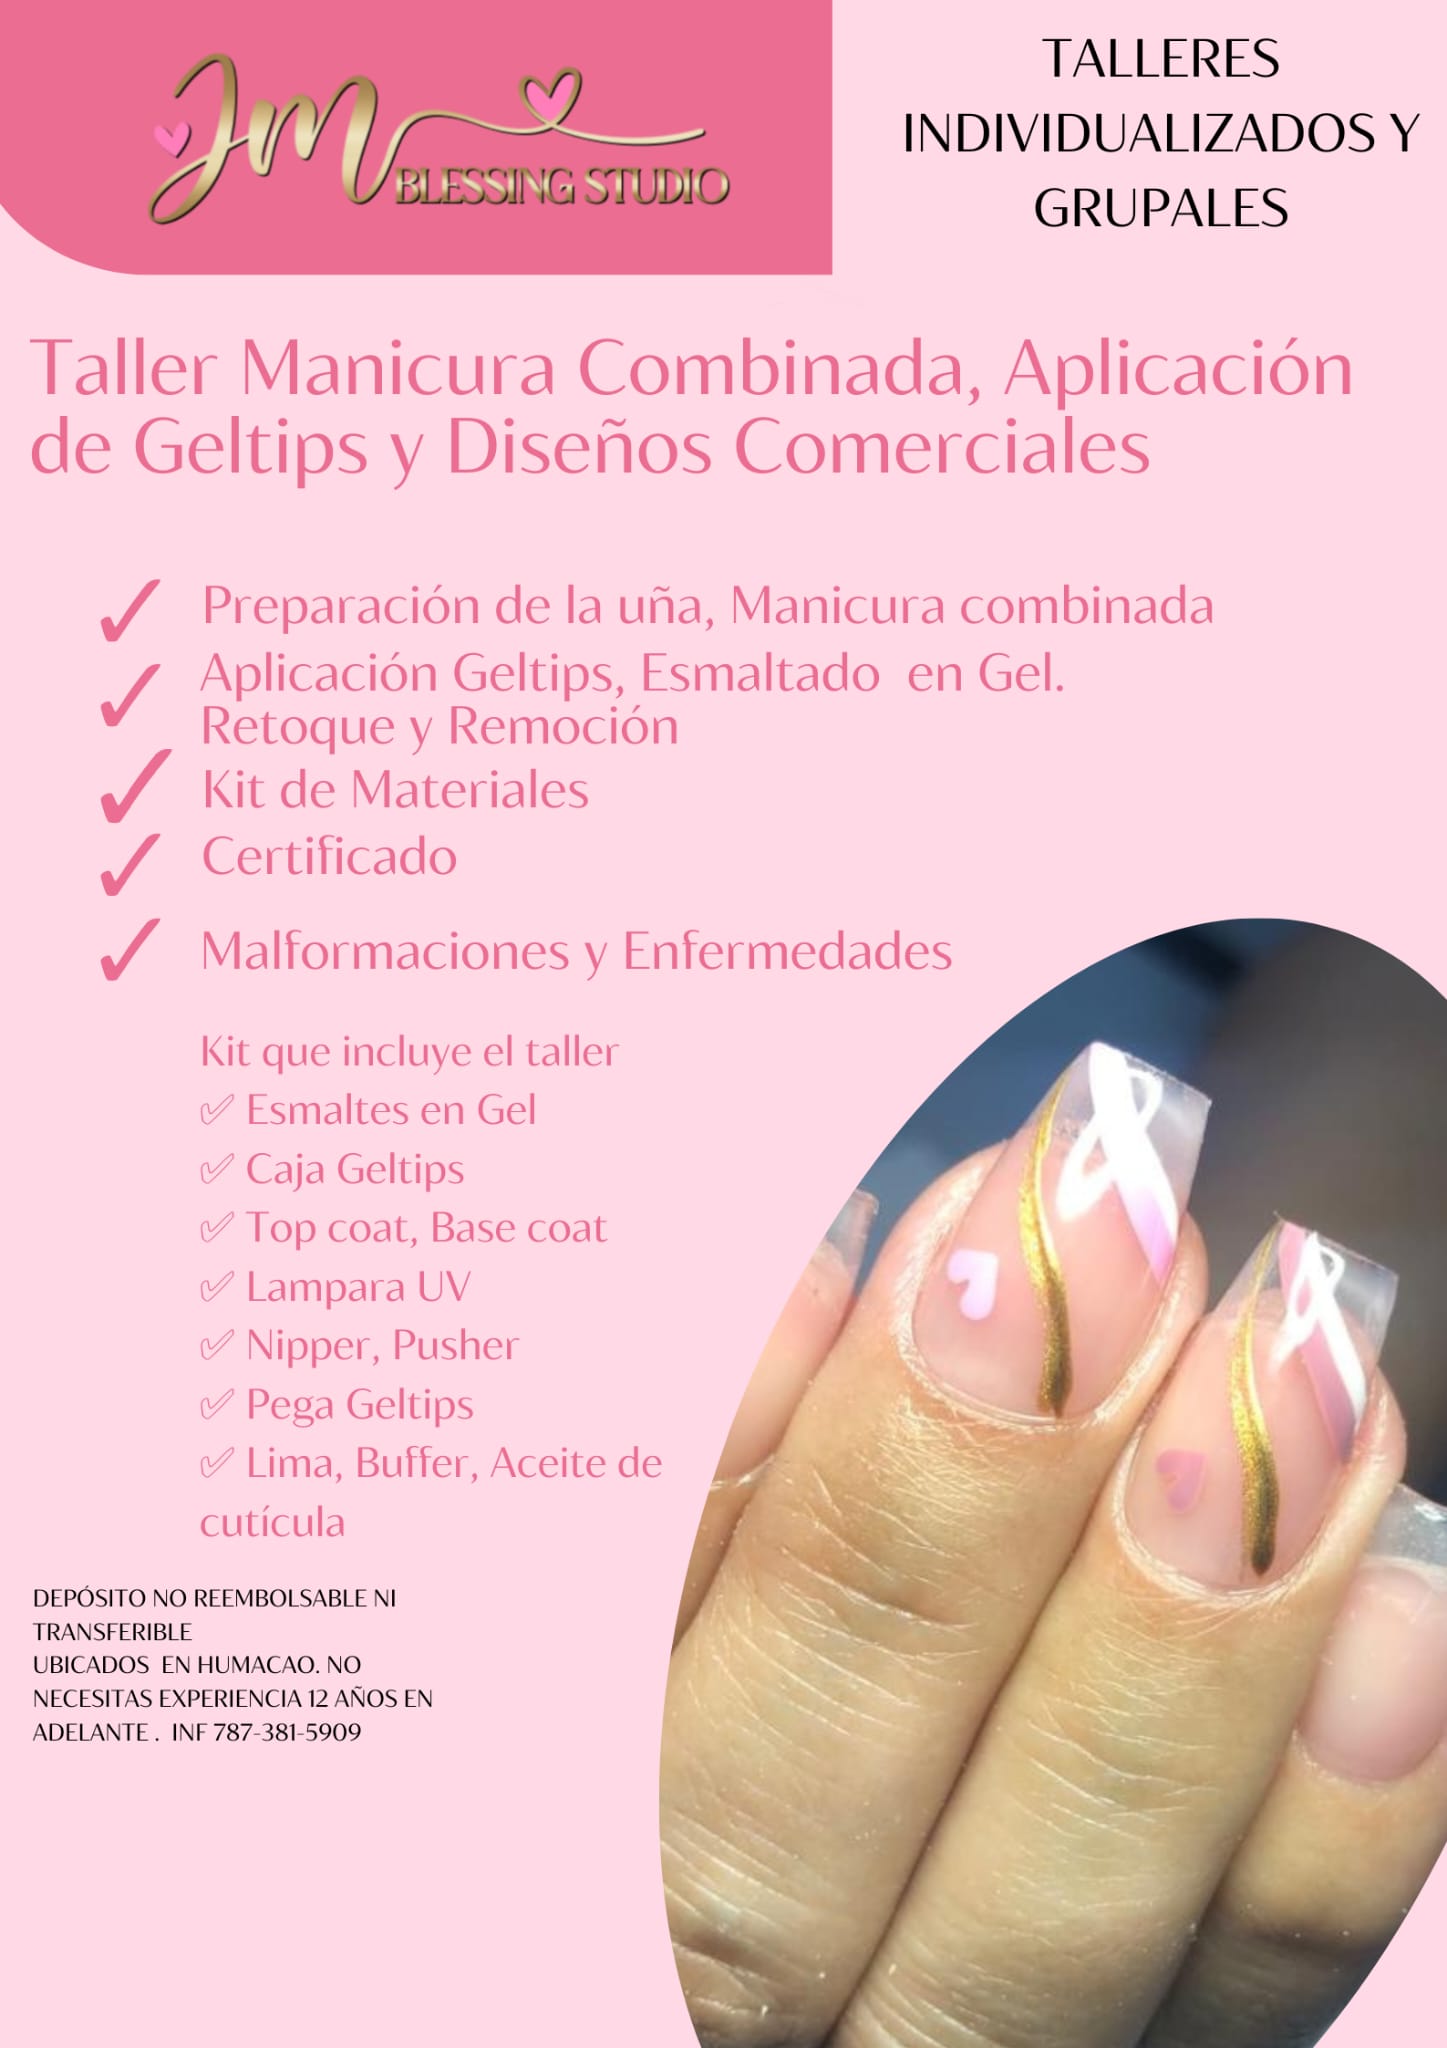 Jm
BLESSING STUDIO
TALLERES
INDIVIDUALIZADOS Y
GRUPALES
Taller Manicura Combinada, Aplicación
de Geltips y Diseños Comerciales
✓ Preparación de la uña, Manicura combinada
✓ Aplicación Geltips, Esmaltado  en Gel.
Retoque y Remoción
✓ Kit de Materiales
✓ Certificado
✓ Malformaciones y Enfermedades
Kit que incluye el taller
✅ Esmaltes en Gel
✅ Caja Geltips
✅ Top coat, Base coat
✅ Lampara UV
✅ Nipper, Pusher
✅ Pega Geltips
✅ Lima, Buffer, Aceite de
cutícula
DEPÓSITO NO REEMBOLSABLE NI
TRANSFERIBLE
UBICADOS  EN HUMACAO. NO
NECESITAS EXPERIENCIA 12 AÑOS EN
ADELANTE .  INF 787-381-5909